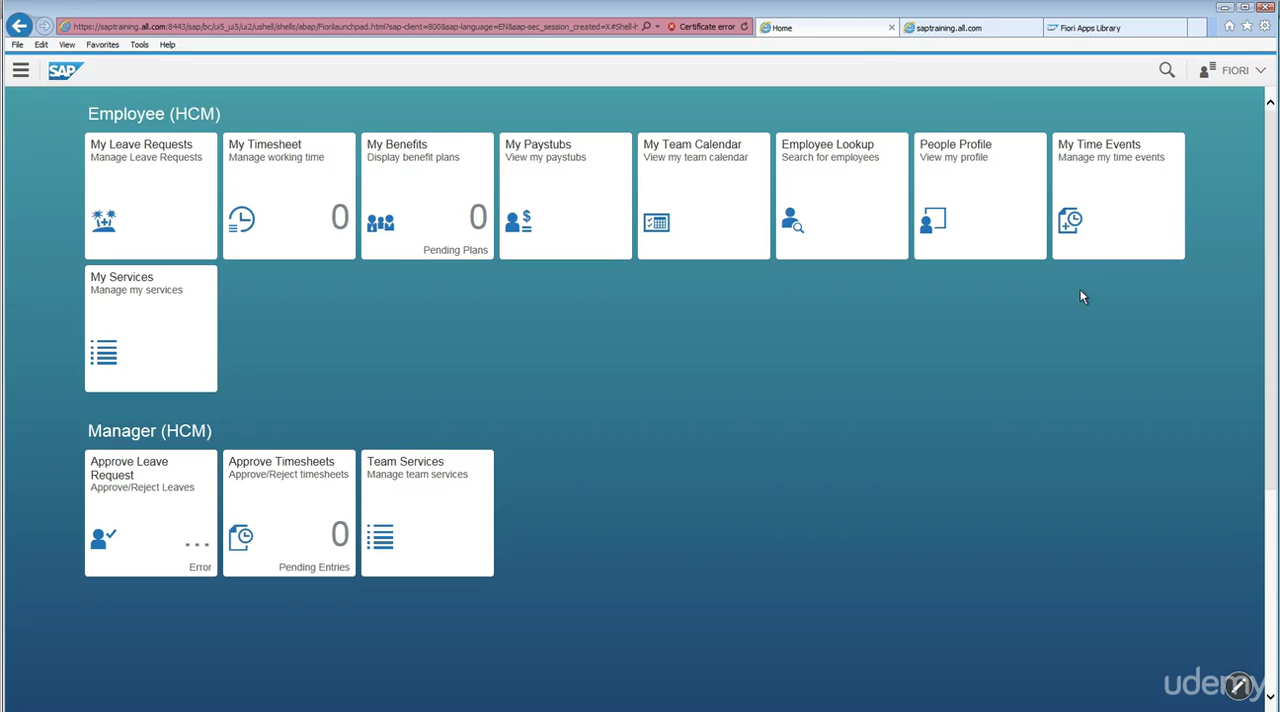 https://saptraining.all.com:8443/sap/bc/ui5_ui5/ui2/ushell/shells/abap/Fiorilaunchpad.html?sap-client=800&sap-language=EN&sap-sec_session_created=X#Shell-h
Certificate error
Home
saptraining.all.com
Fiori Apps Library
File Edit View Favorites Tools Help
SAP
FIORI
Employee (HCM)
My Leave Requests
Manage Leave Requests
My Timesheet
Manage working time
0
My Benefits
Display benefit plans
0
Pending Plans
My Paystubs
View my paystubs
My Team Calendar
View my team calendar
Employee Lookup
Search for employees
People Profile
View my profile
My Time Events
Manage my time events
My Services
Manage my services
Manager (HCM)
Approve Leave
Request
Approve/Reject Leaves
...
Error
Approve Timesheets
Approve/Reject timesheets
0
Pending Entries
Team Services
Manage team services
udemy